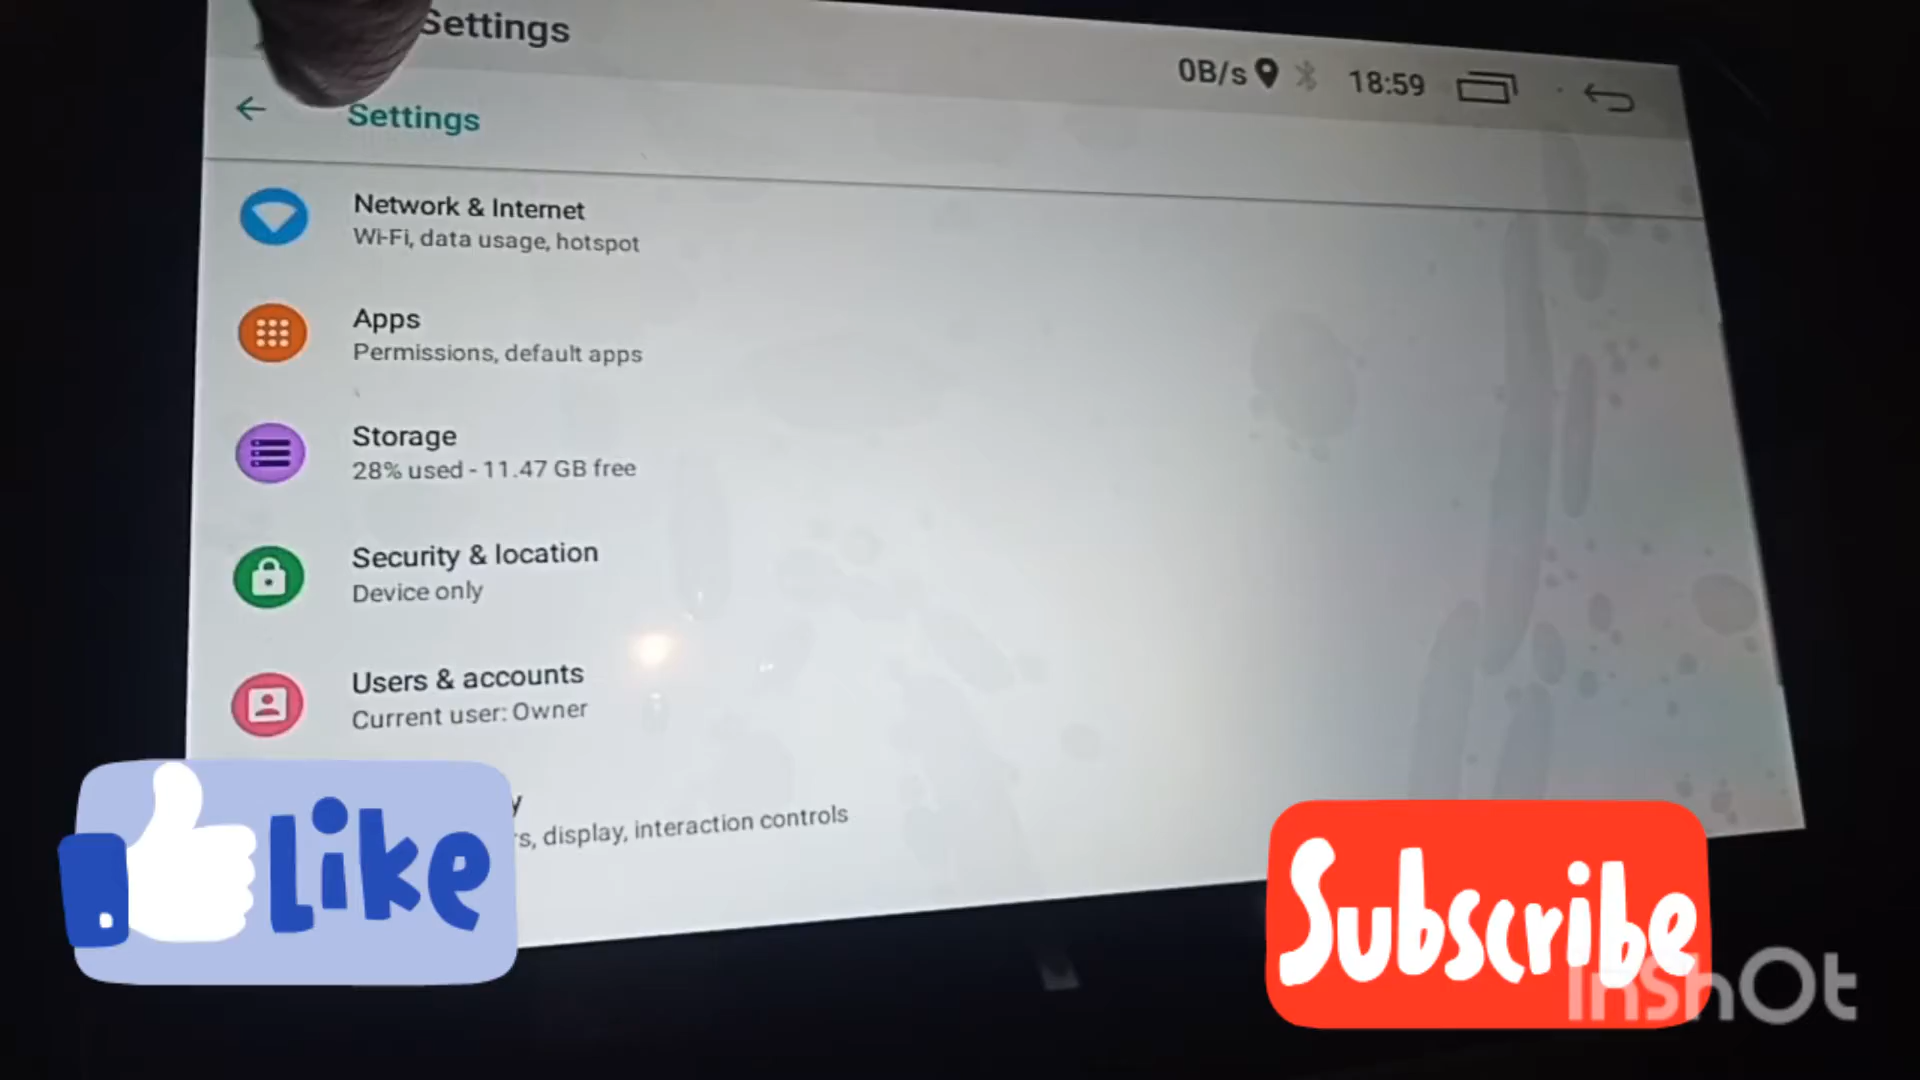 Settings
0B/s 18:59
Settings
Network & Internet
Wi-Fi, data usage, hotspot
Apps
Permissions, default apps
Storage
28% used - 11.47 GB free
Security & location
Device only
Users & accounts
Current user: Owner
y
s, display, interaction controls
like
Subscribe
InShOt